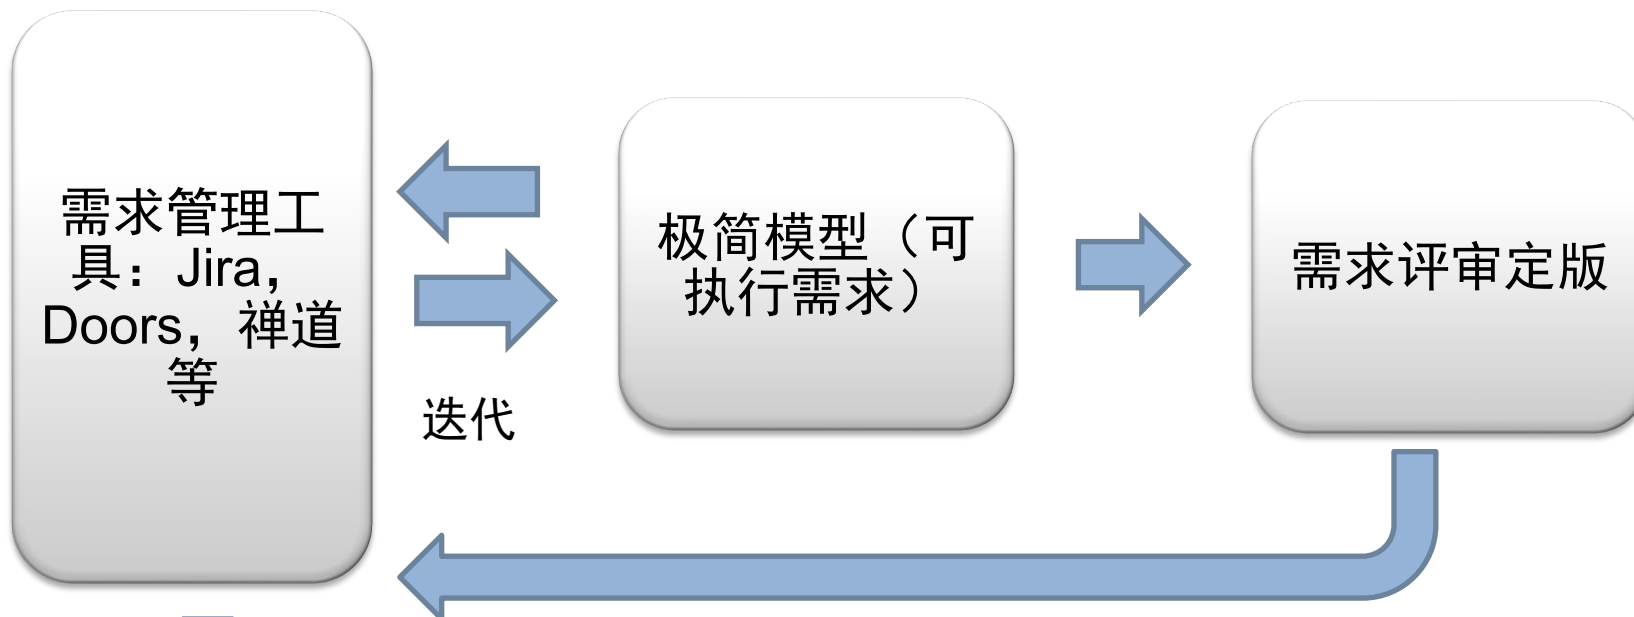 需求管理工
具：Jira，
Doors，禅道
等
迭代
极简模型（可
执行需求）
需求评审定版